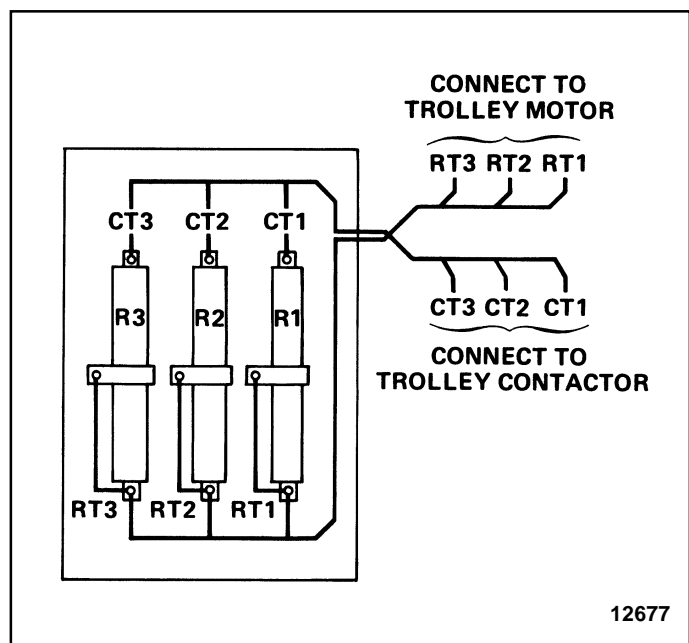 CONNECT TO
TROLLEY MOTOR
RT3 RT2 RT1
CT3 CT2 CT1
R3 R2 R1
CT3 CT2 CT1
CONNECT TO
TROLLEY CONTACTOR
RT3 RT2 RT1
12677